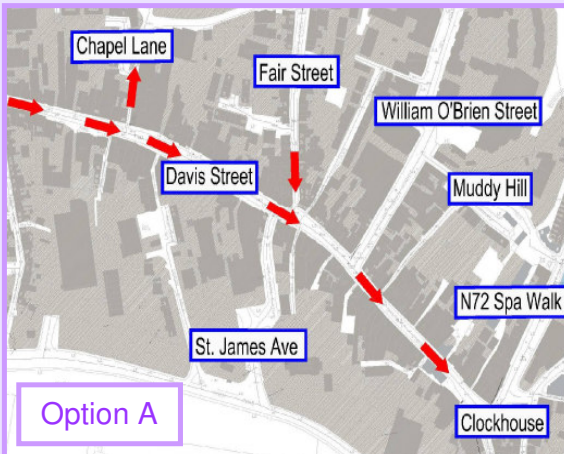 Chapel Lane
Fair Street
William O'Brien Street
Davis Street
Muddy Hill
N72 Spa Walk
St. James Ave
Option A
Clockhouse